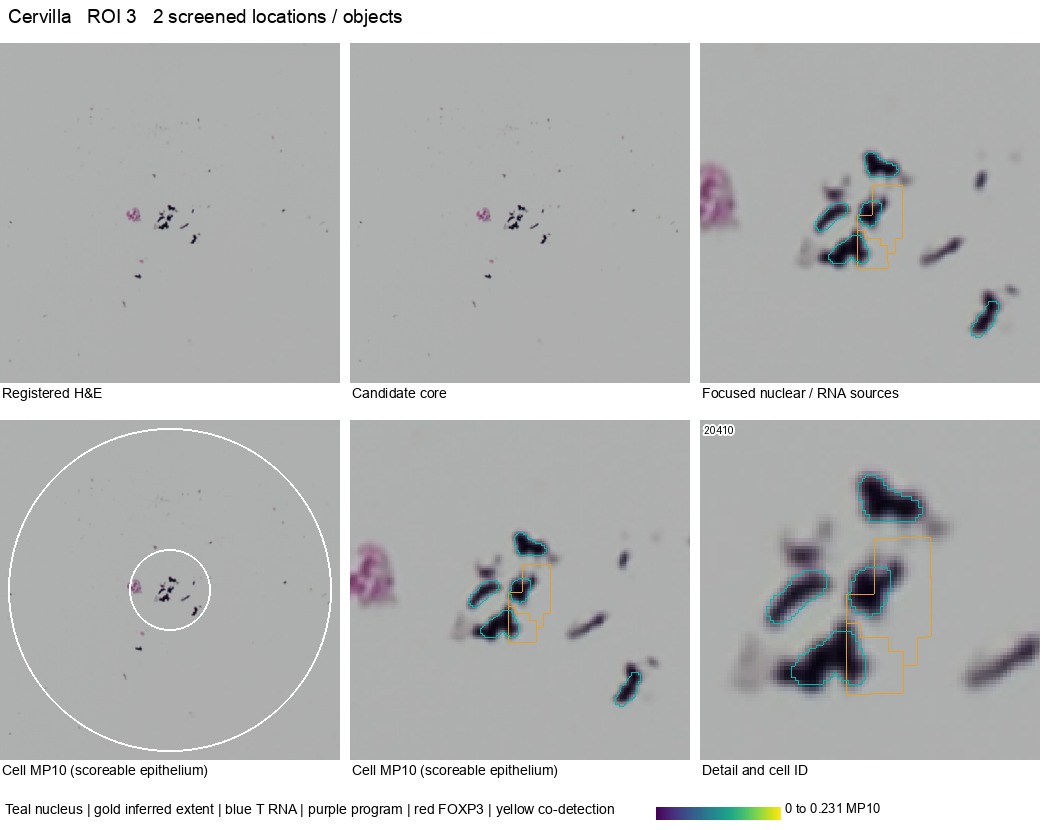 Cervilla ROI 3 2 screened locations / objects
Registered H&E
Candidate core
Focused nuclear / RNA sources
20410
Cell MP10 (scoreable epithelium)
Cell MP10 (scoreable epithelium)
Detail and cell ID
Teal nucleus | gold inferred extent | blue T RNA | purple program | red FOXP3 | yellow co-detection
0 to 0.231 MP10